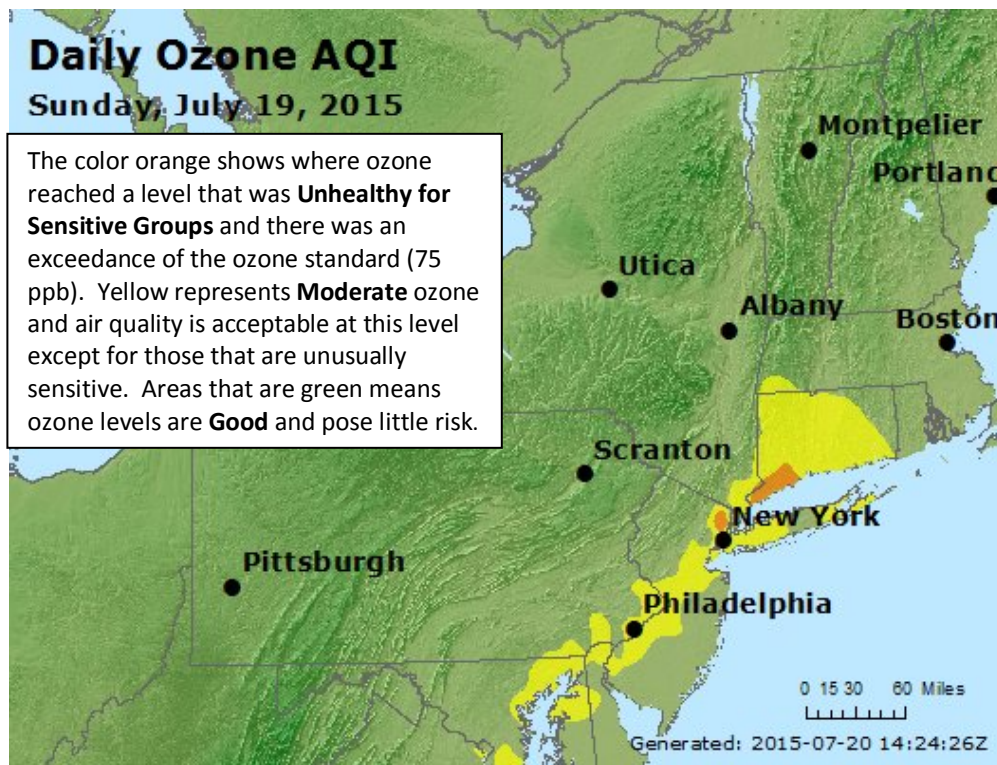 Daily Ozone AQI
Sunday, July 19, 2015
The color orange shows where ozone
reached a level that was Unhealthy for
Sensitive Groups and there was an
exceedance of the ozone standard (75
ppb). Yellow represents Moderate ozone
and air quality is acceptable at this level
except for those that are unusually
sensitive. Areas that are green means
ozone levels are Good and pose little risk.
Montpelier
Portland
Utica
Albany
Boston
Scranton
New York
Pittsburgh
Philadelphia
0 15 30 60 Miles
Generated: 2015-07-20 14:24:26Z